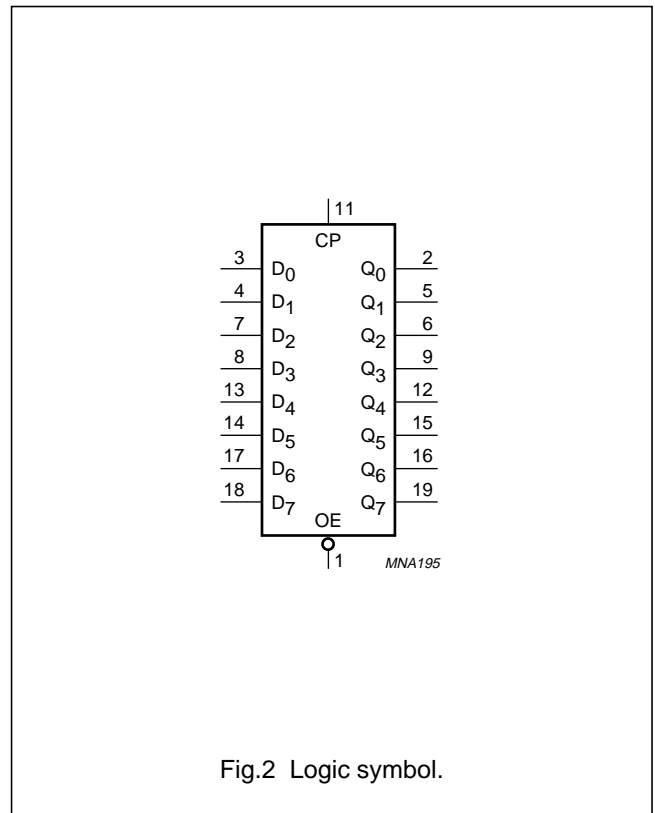 11
CP
3 D0 Q0 2
4 D1 Q1 5
7 D2 Q2 6
8 D3 Q3 9
13 D4 Q4 12
14 D5 Q5 15
17 D6 Q6 16
18 D7 Q7 19
OE
1 MNA195
Fig.2 Logic symbol.